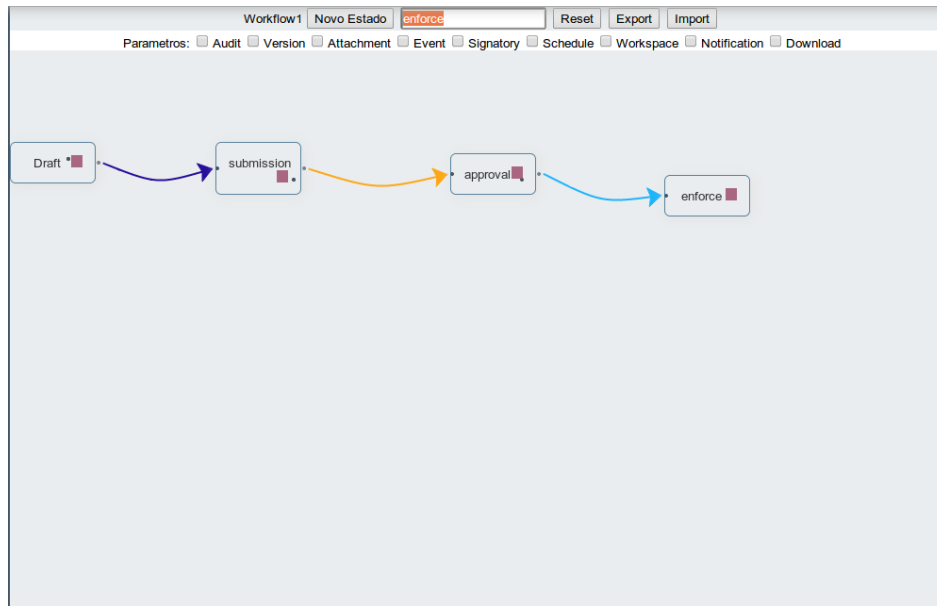 Workflow1 Novo Estado enforce Reset Export Import
Parametros: Audit Version Attachment Event Signatory Schedule Workspace Notification Download
Draft
submission
approval
enforce